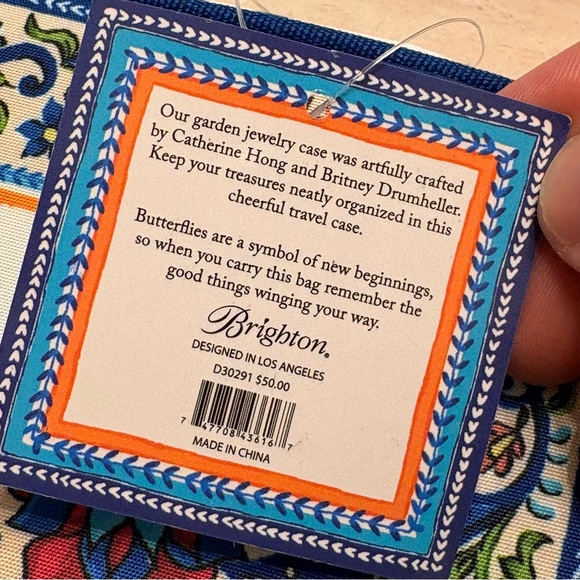 Our garden jewelry case was artfully crafted
by Catherine Hong and Britney Drumheller.
Keep your treasures neatly organized in this
cheerful travel case.
Butterflies are a symbol of new beginnings,
so when you carry this bag remember the
good things winging your way.
Brighton®
DESIGNED IN LOS ANGELES
D30291 $50.00
7 47708 43616 7
MADE IN CHINA